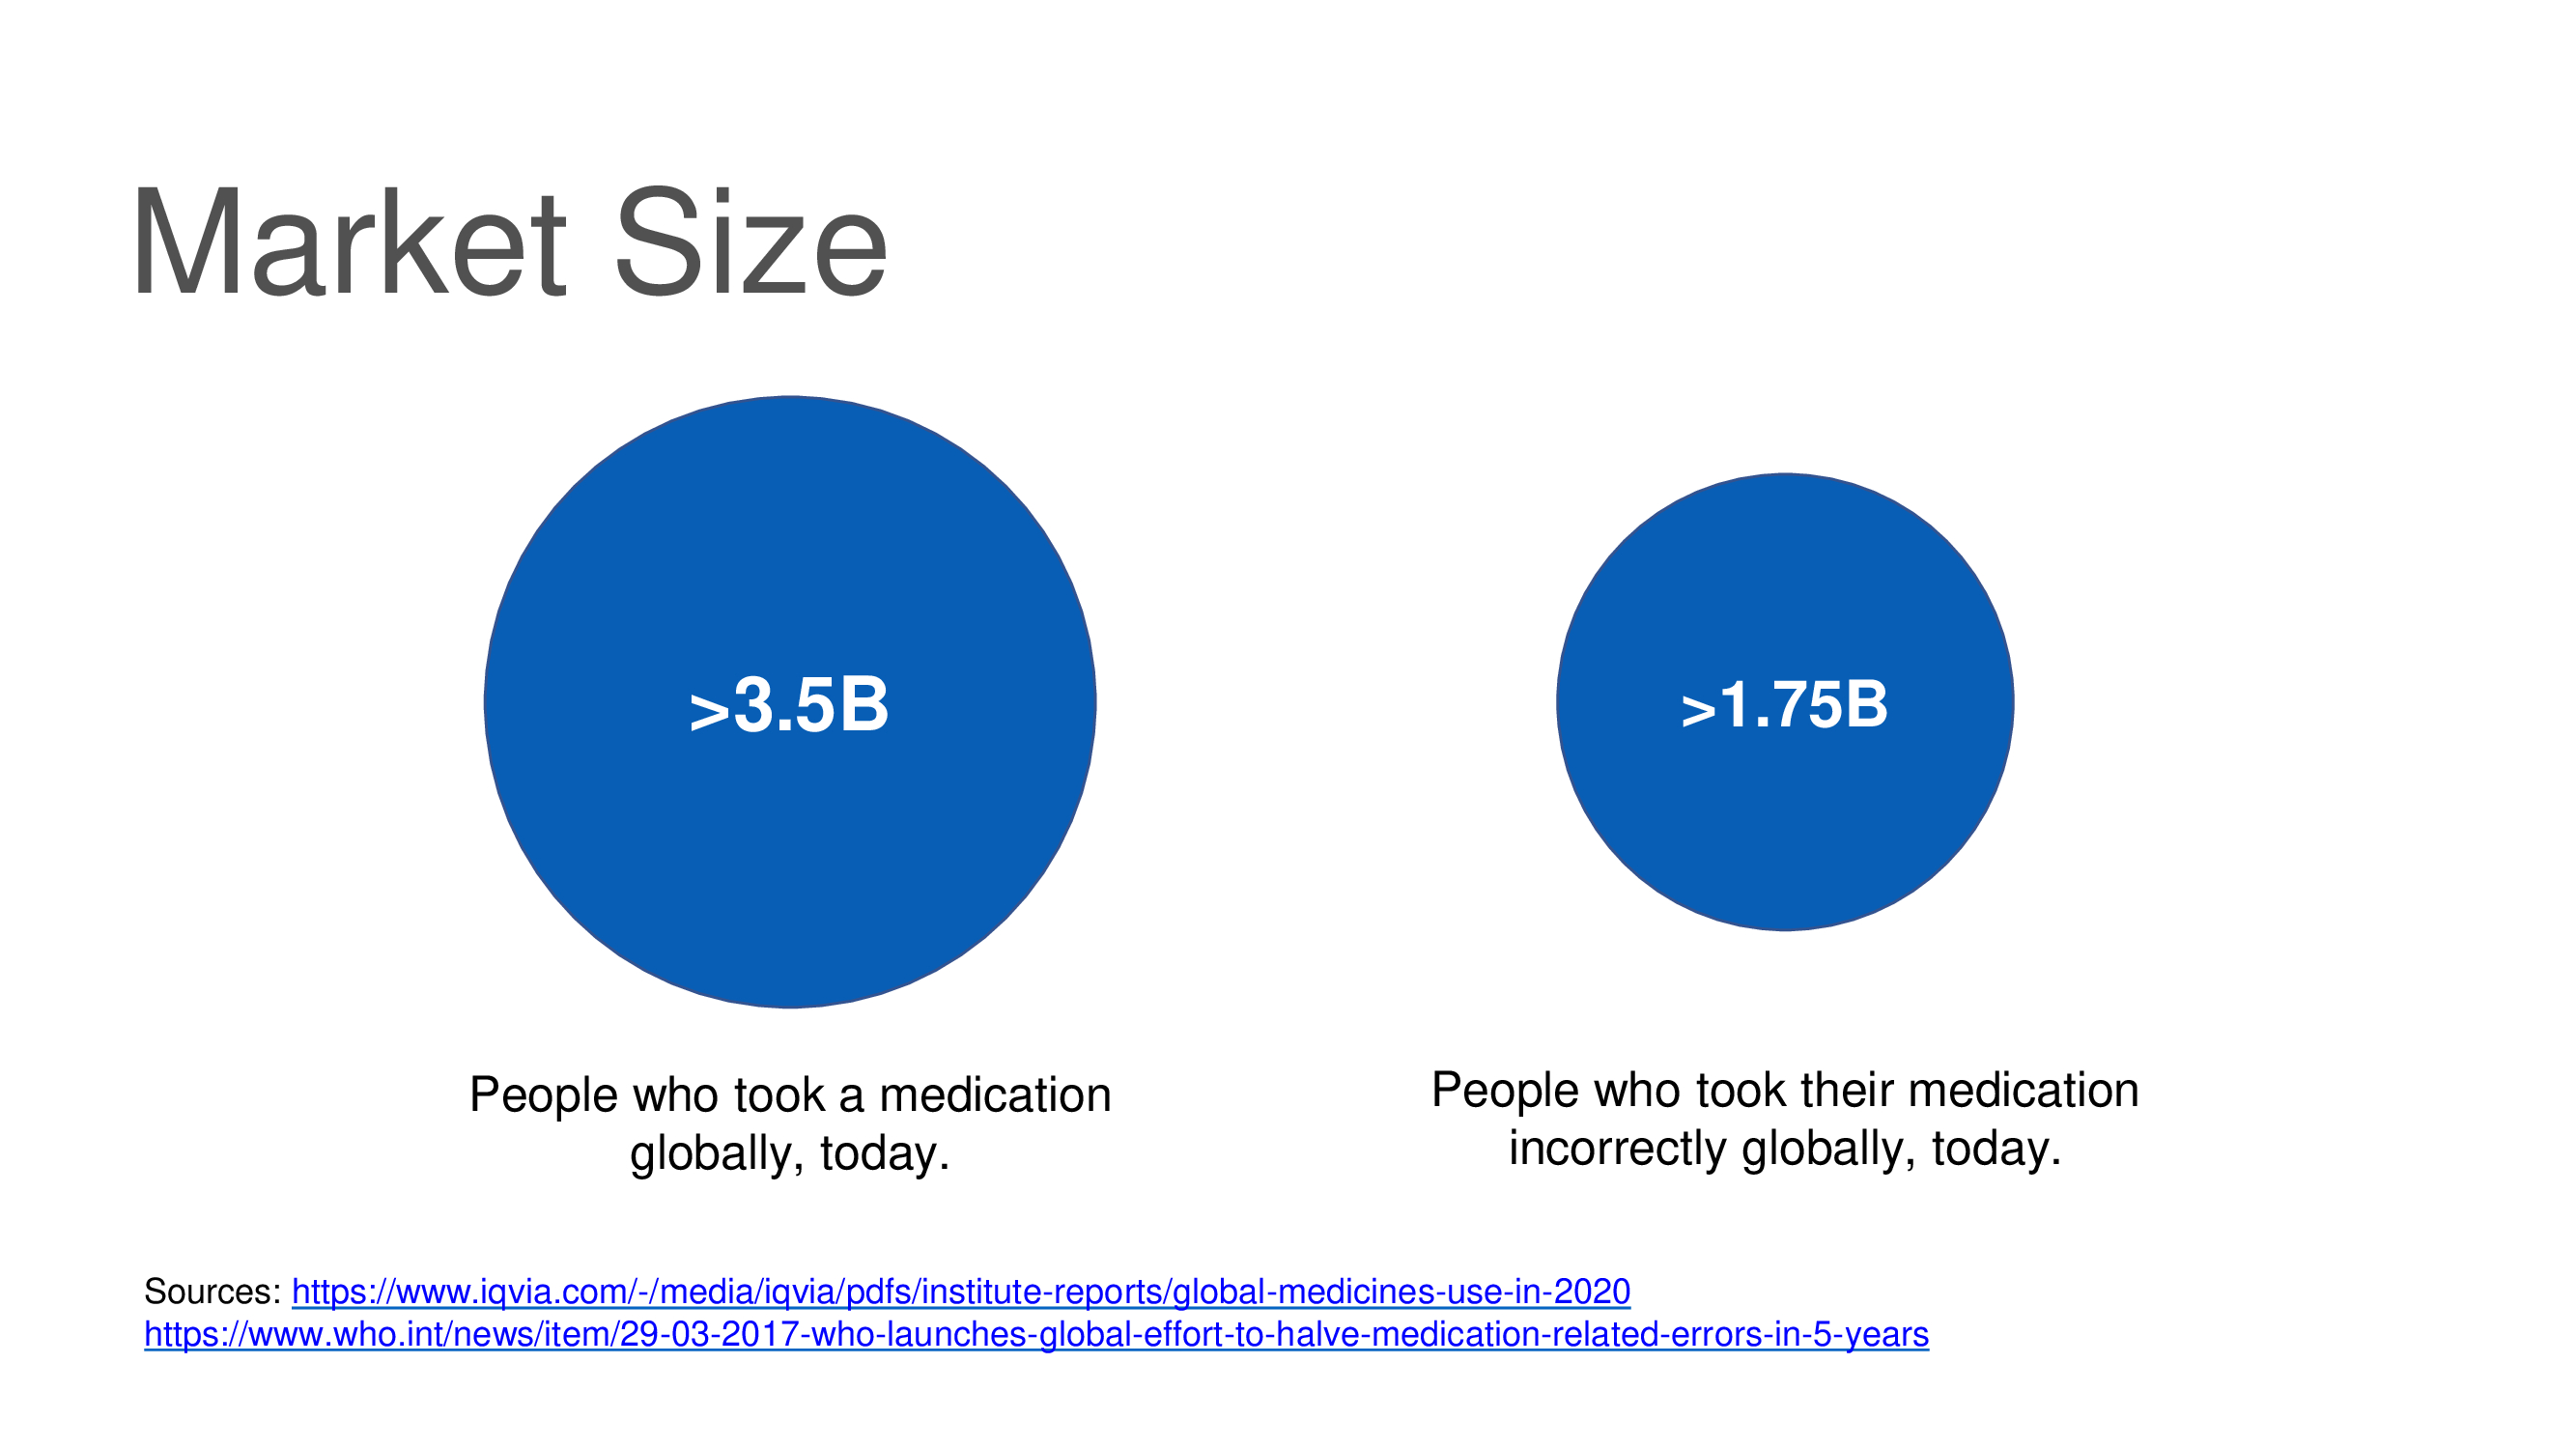 Market Size
>3.5B
>1.75B
People who took a medication
globally, today.
People who took their medication
incorrectly globally, today.
Sources: https://www.iqvia.com/-/media/iqvia/pdfs/institute-reports/global-medicines-use-in-2020
https://www.who.int/news/item/29-03-2017-who-launches-global-effort-to-halve-medication-related-errors-in-5-years